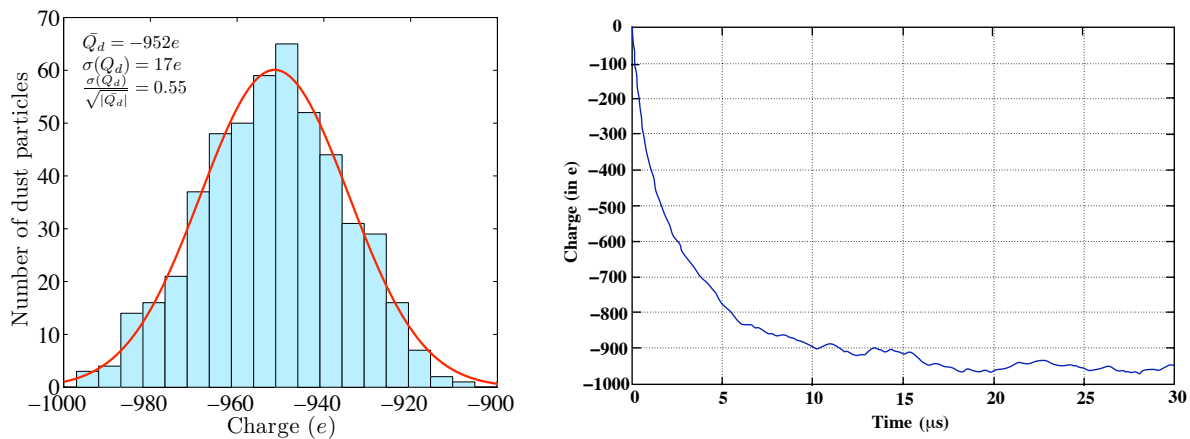 70
60
50
40
30
20
10
0
Number of dust particles
Q̄_d = −952e
σ(Q_d) = 17e
σ(Q_d)/√|Q̄_d| = 0.55
−1000 −980 −960 −940 −920 −900
Charge (e)
0
−100
−200
−300
−400
−500
−600
−700
−800
−900
−1000
Charge (in e)
0 5 10 15 20 25 30
Time (μs)